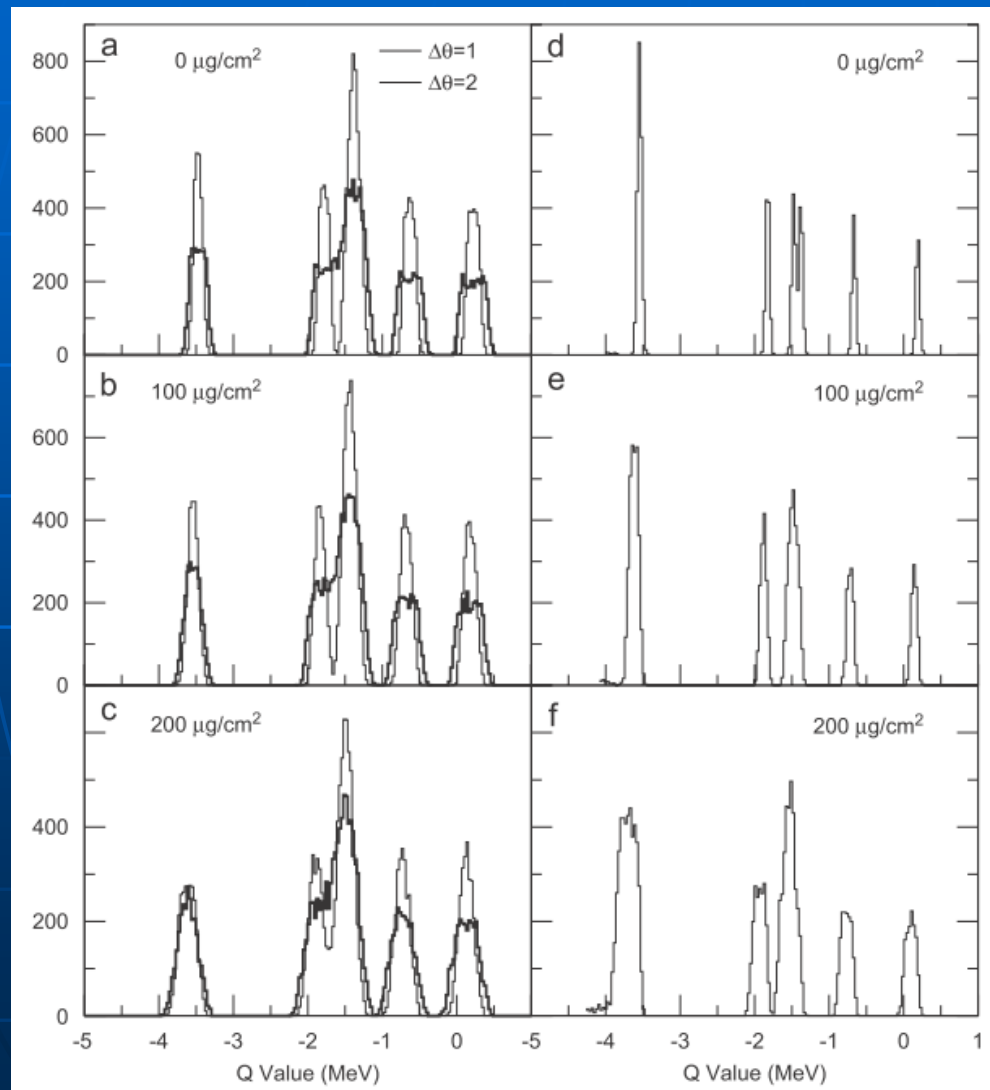 a
0 μg/cm²
Δθ=1
Δθ=2
d
0 μg/cm²
800
600
400
200
0
b
100 μg/cm²
e
100 μg/cm²
600
400
200
0
c
200 μg/cm²
f
200 μg/cm²
400
200
0
-5 -4 -3 -2 -1 0 -5 -4 -3 -2 -1 0 1
Q Value (MeV) Q Value (MeV)